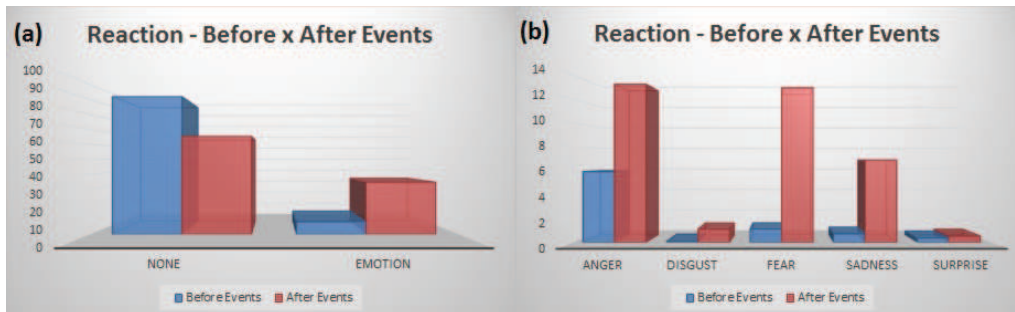 (a)
Reaction - Before x After Events
100
90
80
70
60
50
40
30
20
10
0
NONE EMOTION
Before Events After Events
(b)
Reaction - Before x After Events
14
12
10
8
6
4
2
0
ANGER DISGUST FEAR SADNESS SURPRISE
Before Events After Events